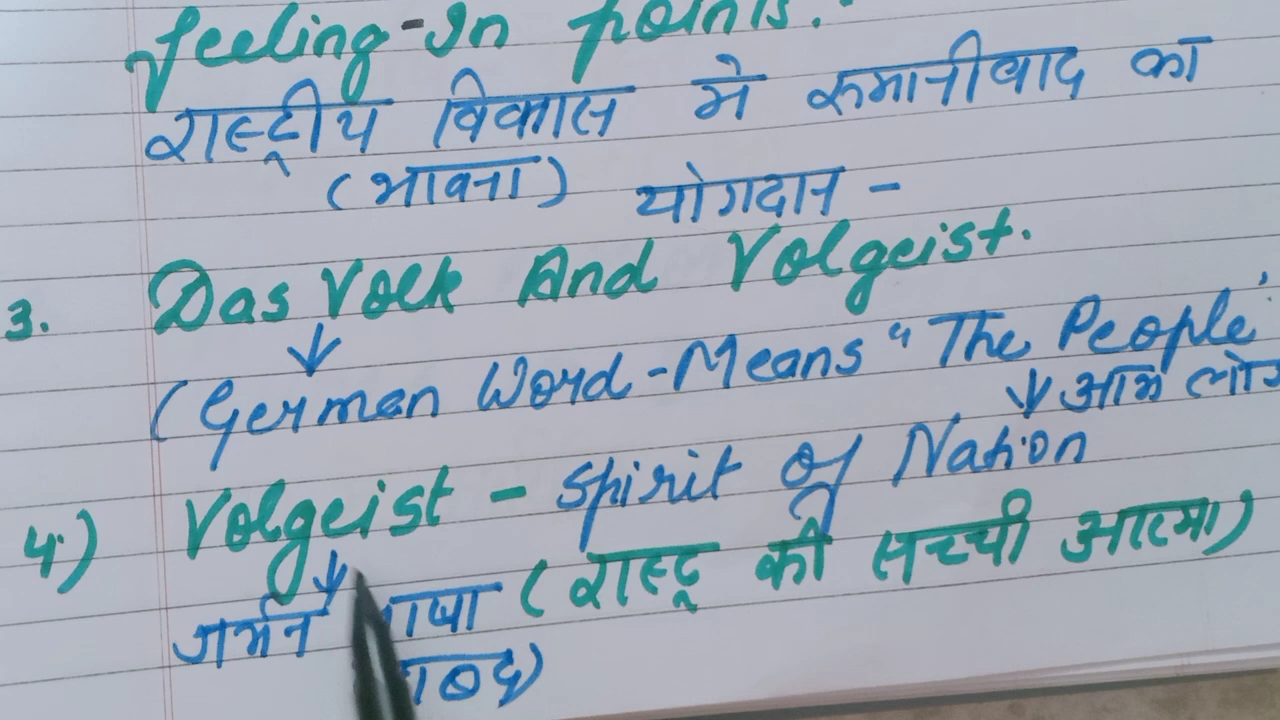 feeling-In points.
रास्ट्रीय विकास मे रुमानीवाद का
(भावना) योगदान -
3. Das Volk And Volgeist.
(German Word-Means "The People"
↓ आम लोग
4.) Volgeist - Spirit of Nation
जर्मन भाषा (रास्ट्र की सच्ची आत्मा)
शब्द)